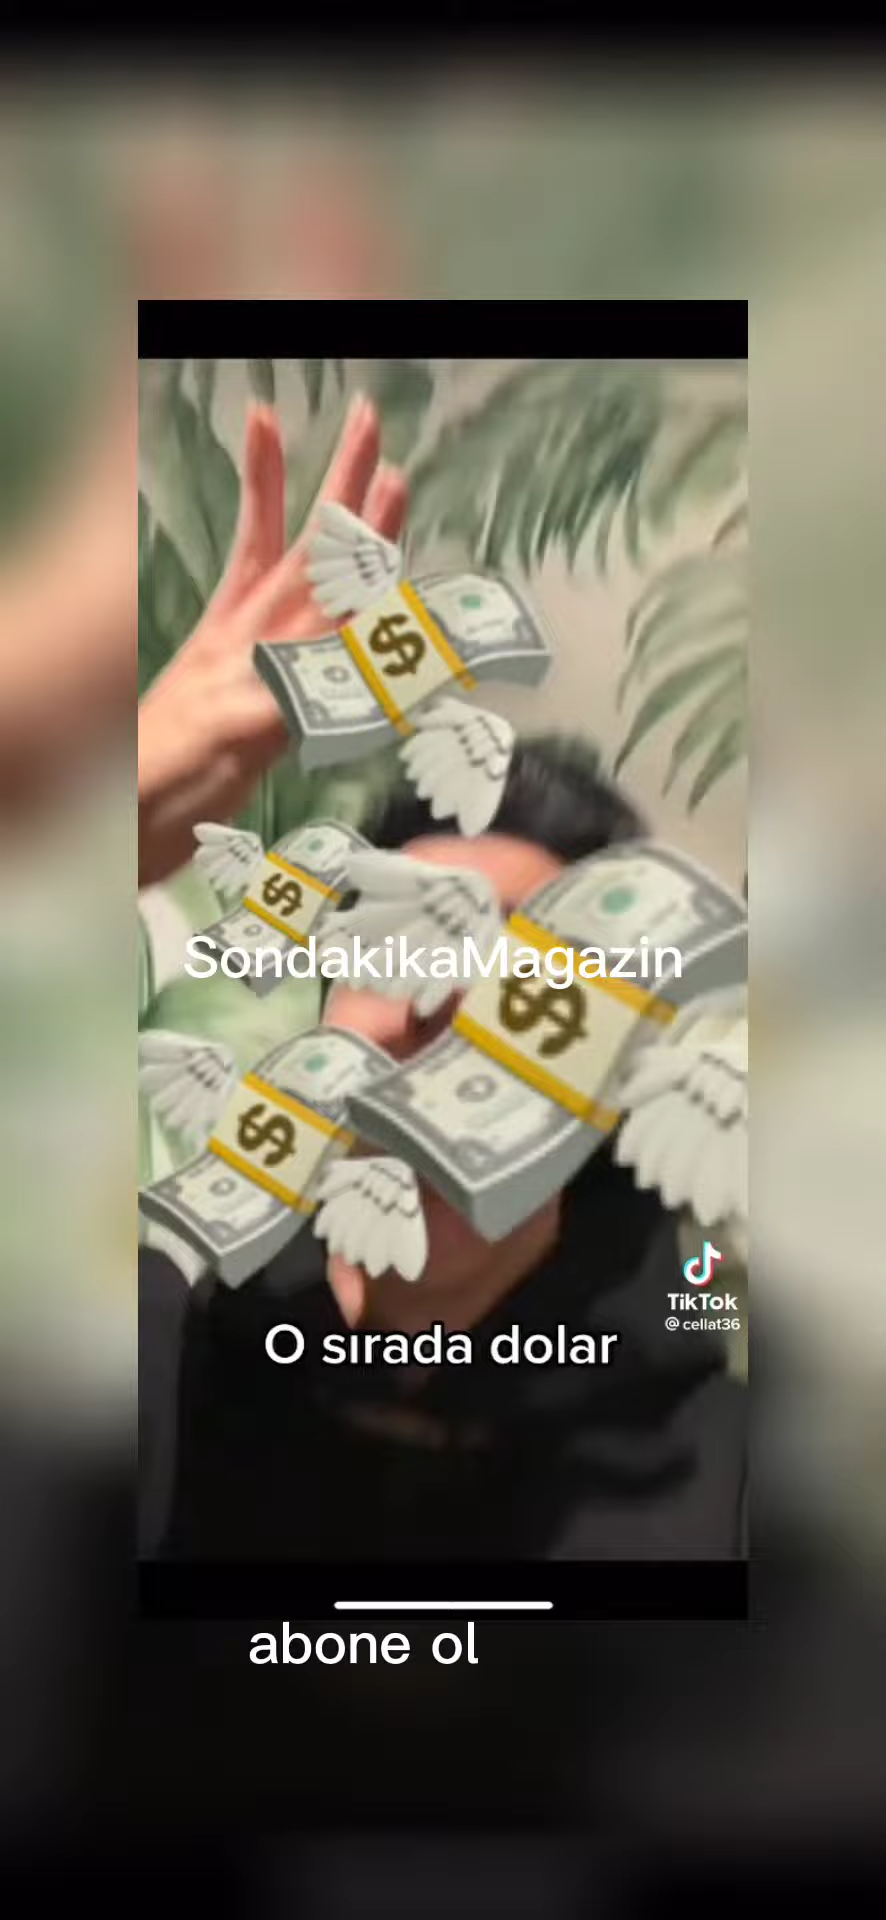 $
$
SondakikaMagazin
$
$
TikTok
@cellat36
O sırada dolar
abone ol